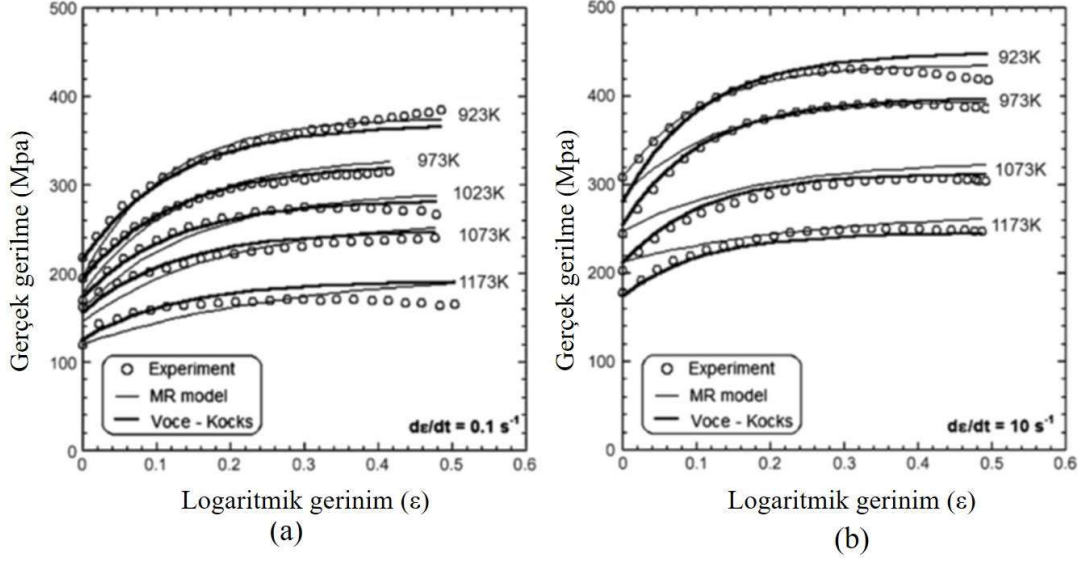 500
400
300
200
100
0
0
0.1
0.2
0.3
0.4
0.5
0.6
Gerçek gerilme (Mpa)
923K
973K
1023K
1073K
1173K
Experiment
MR model
Voce - Kocks
dε/dt = 0.1 s⁻¹
Logaritmik gerinim (ε)
(a)
500
400
300
200
100
0
0
0.1
0.2
0.3
0.4
0.5
0.6
Gerçek gerilme (Mpa)
923K
973K
1073K
1173K
Experiment
MR model
Voce - Kocks
dε/dt = 10 s⁻¹
Logaritmik gerinim (ε)
(b)